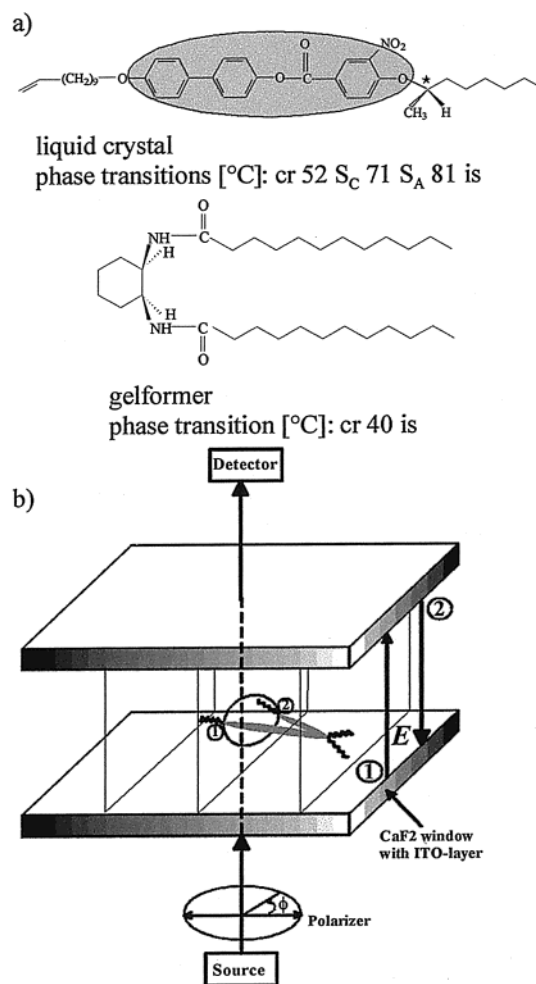 a)
(CH2)9 O O C O NO2 O * CH3 H
liquid crystal
phase transitions [°C]: cr 52 SC 71 SA 81 is
O
NH C
H
H
NH C
O
gelformer
phase transition [°C]: cr 40 is
Detector
b)
②
② ①
E
①
CaF2 window
with ITO-layer
ϕ
Polarizer
Source